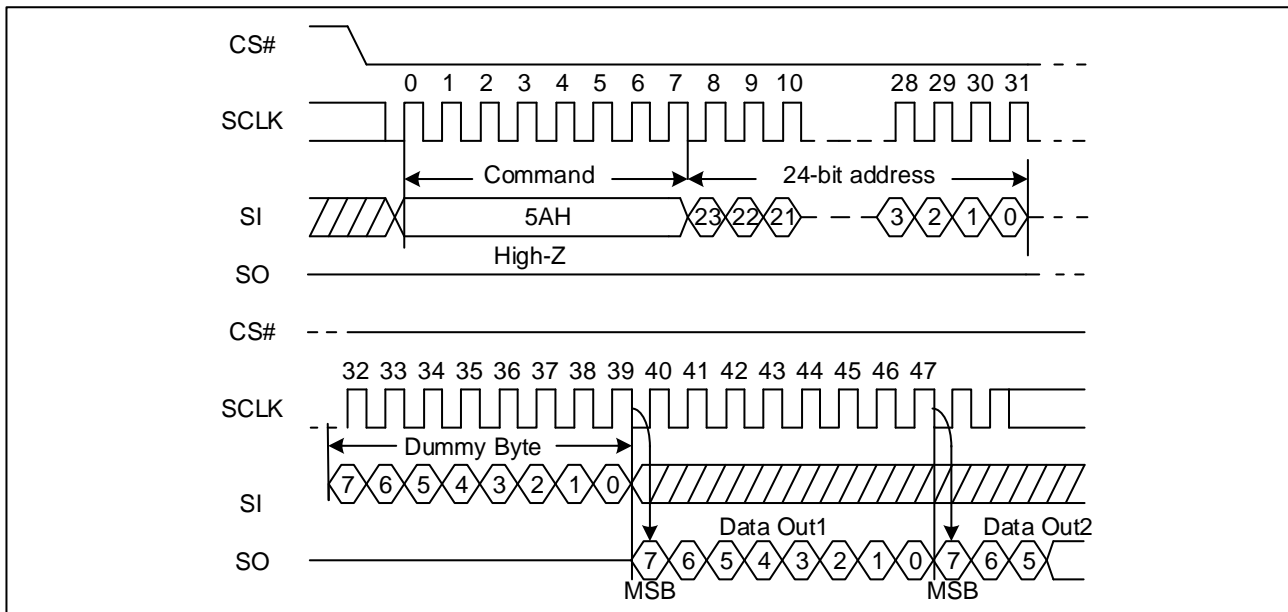 CS#
0 1 2 3 4 5 6 7 8 9 10 28 29 30 31
SCLK
Command 24-bit address
SI 5AH 23 22 21 3 2 1 0
High-Z
SO
CS#
32 33 34 35 36 37 38 39 40 41 42 43 44 45 46 47
SCLK
Dummy Byte
SI 7 6 5 4 3 2 1 0
Data Out1 Data Out2
SO 7 6 5 4 3 2 1 0 7 6 5
MSB MSB